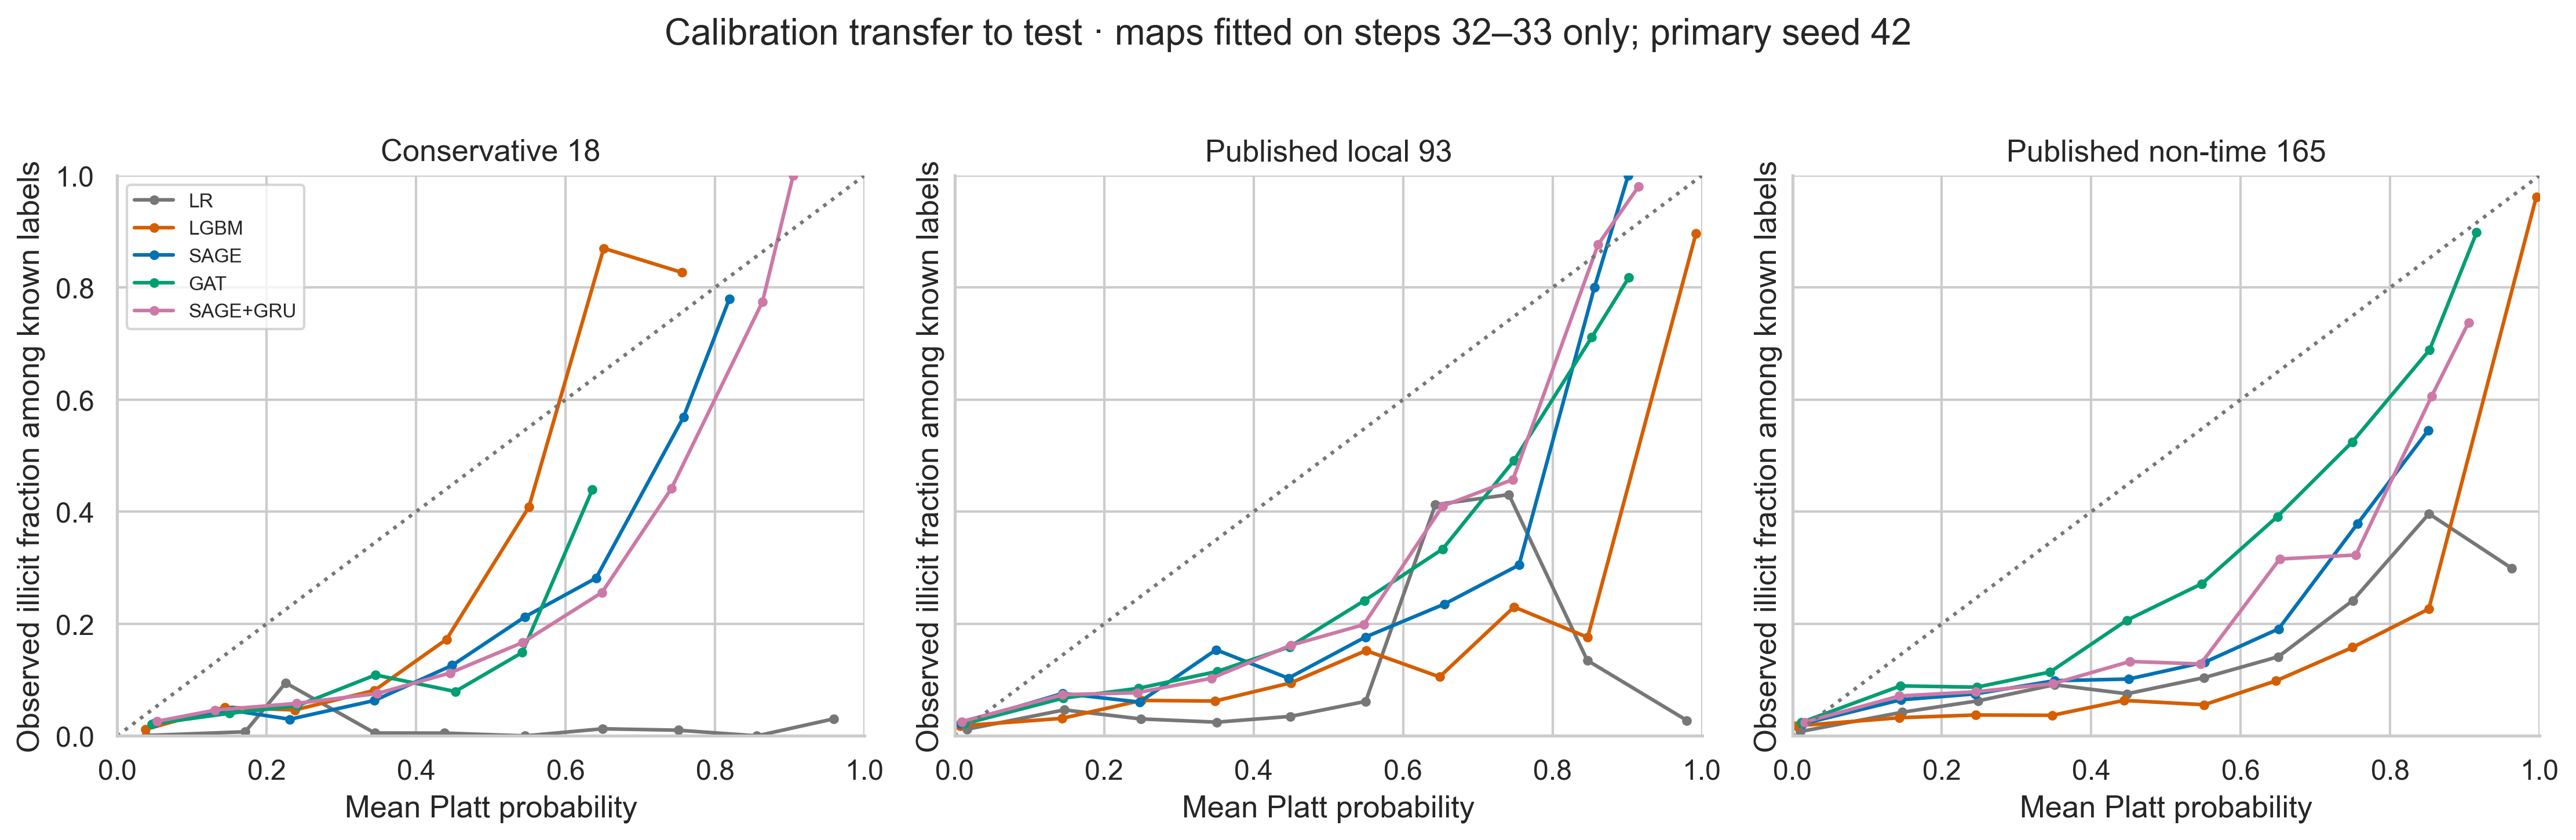 Calibration transfer to test · maps fitted on steps 32–33 only; primary seed 42
Conservative 18
Observed illicit fraction among known labels
1.0
0.8
0.6
0.4
0.2
0.0
LR
LGBM
SAGE
GAT
SAGE+GRU
0.0 0.2 0.4 0.6 0.8 1.0
Mean Platt probability
Published local 93
Observed illicit fraction among known labels
0.0 0.2 0.4 0.6 0.8 1.0
Mean Platt probability
Published non-time 165
Observed illicit fraction among known labels
0.0 0.2 0.4 0.6 0.8 1.0
Mean Platt probability